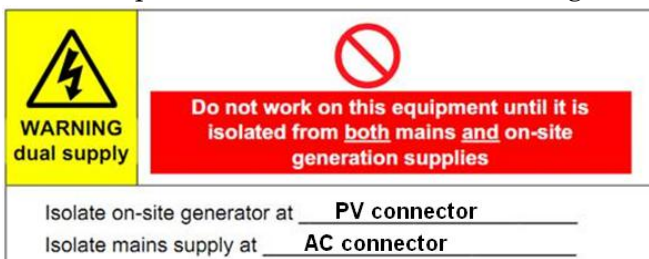 WARNING
dual supply
Do not work on this equipment until it is
isolated from both mains and on-site
generation supplies
Isolate on-site generator at PV connector
Isolate mains supply at AC connector